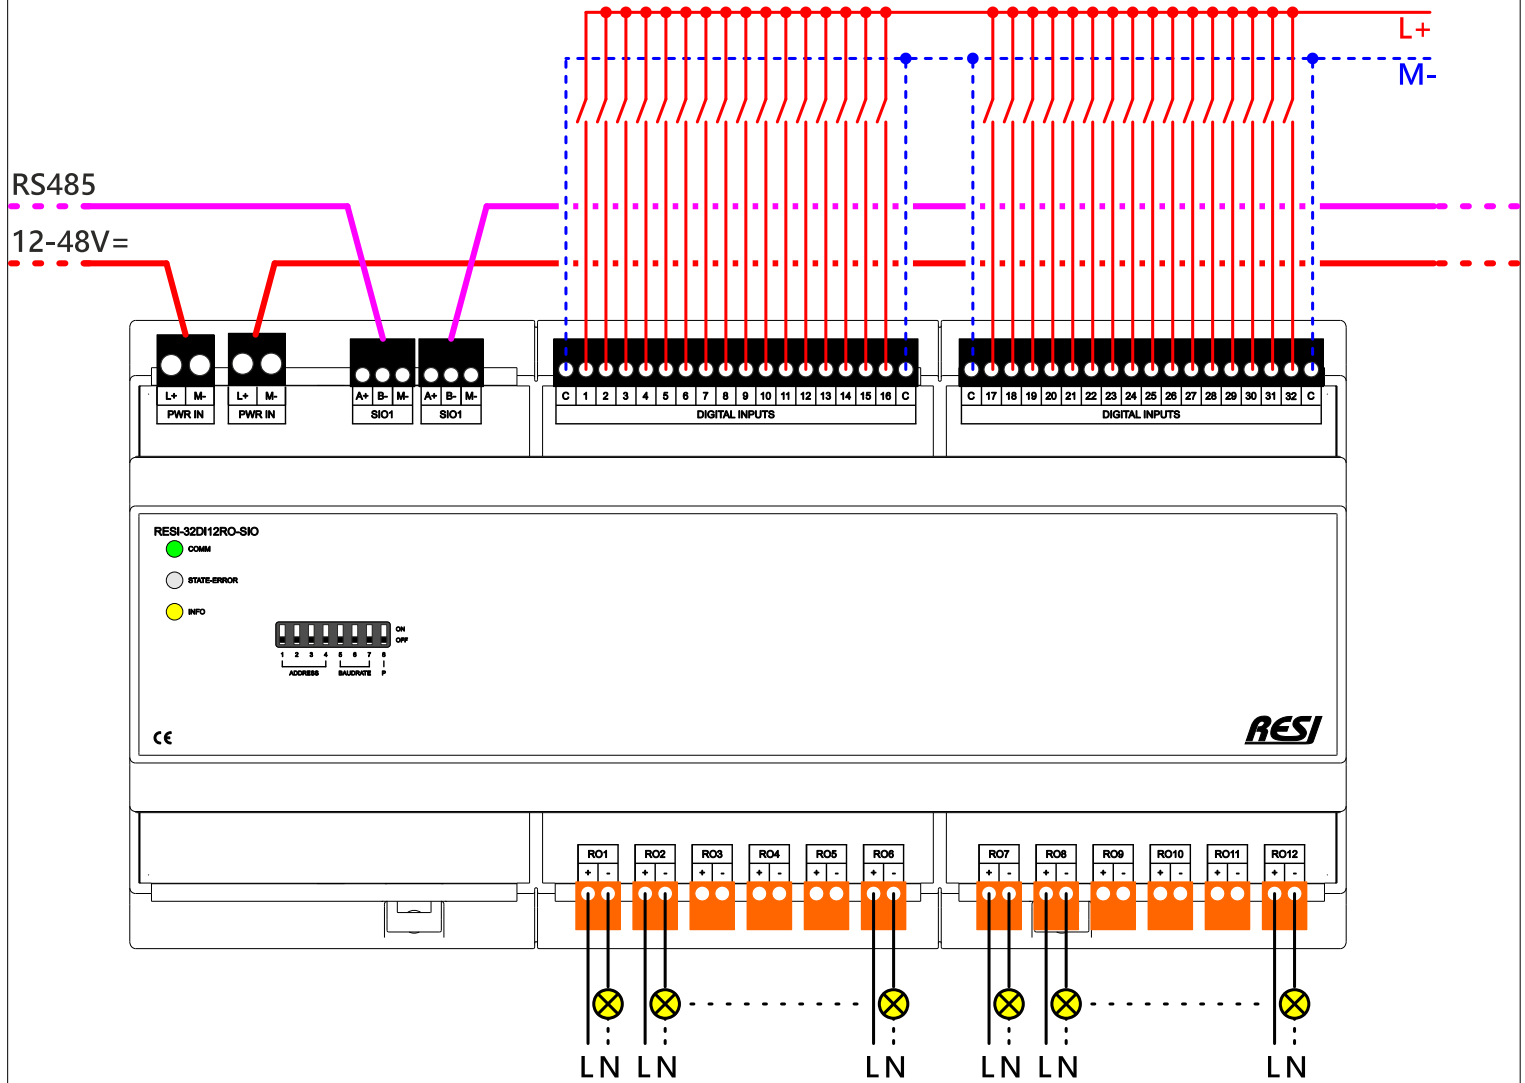 L+
M-
RS485
12-48V=
L+ M- L+ M- A+ B- M- A+ B- M- C 1 2 3 4 5 6 7 8 9 10 11 12 13 14 15 16 C C 17 18 19 20 21 22 23 24 25 26 27 28 29 30 31 32 C
PWR IN PWR IN SIO1 SIO1 DIGITAL INPUTS DIGITAL INPUTS
RESI-32DI12RO-SIO
COMM
STATE-ERROR
INFO
ON
OFF
1 2 3 4 5 6 7 8
ADDRESS BAUDRATE P
CE
RESI
RO1 RO2 RO3 RO4 RO5 RO6 RO7 RO8 RO9 RO10 RO11 RO12
+ - + - + - + - + - + - + - + - + - + - + - + -
L N L N L N L N L N L N